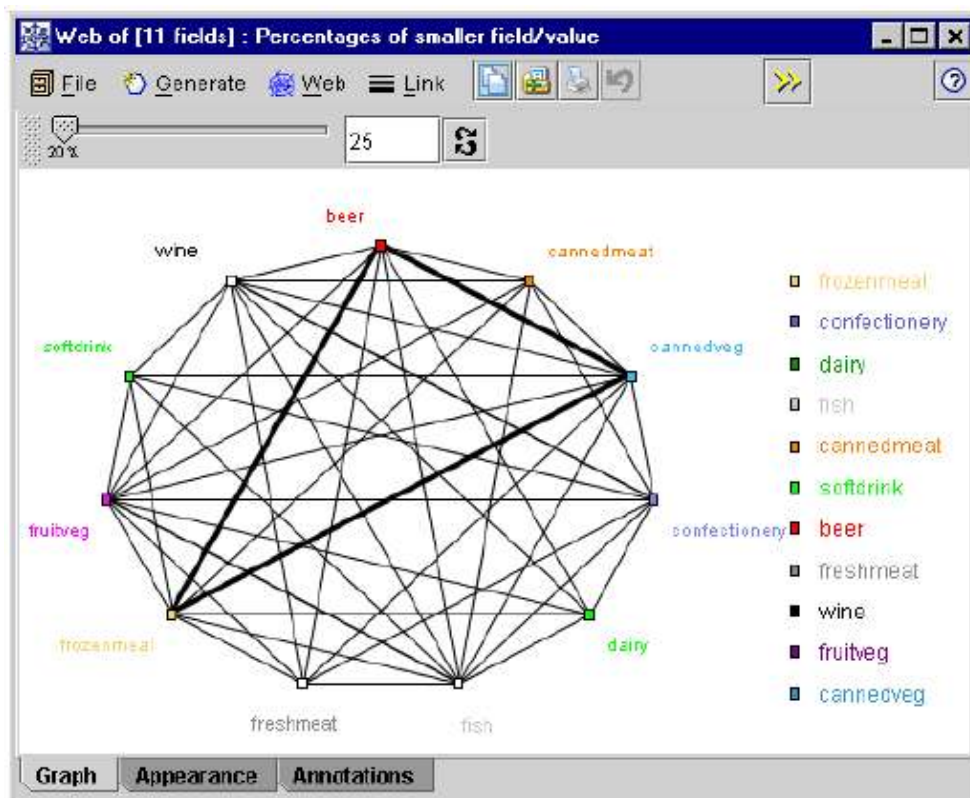 Web of [11 fields] : Percentages of smaller field/value
File Generate Web Link
20 %
25
beer
wine
cannedmeat
softdrink
cannedveg
fruitveg
confectionery
frozenmeal
dairy
freshmeat
fish
frozenmeal
confectionery
dairy
fish
cannedmeat
softdrink
beer
freshmeat
wine
fruitveg
cannedveg
Graph Appearance Annotations